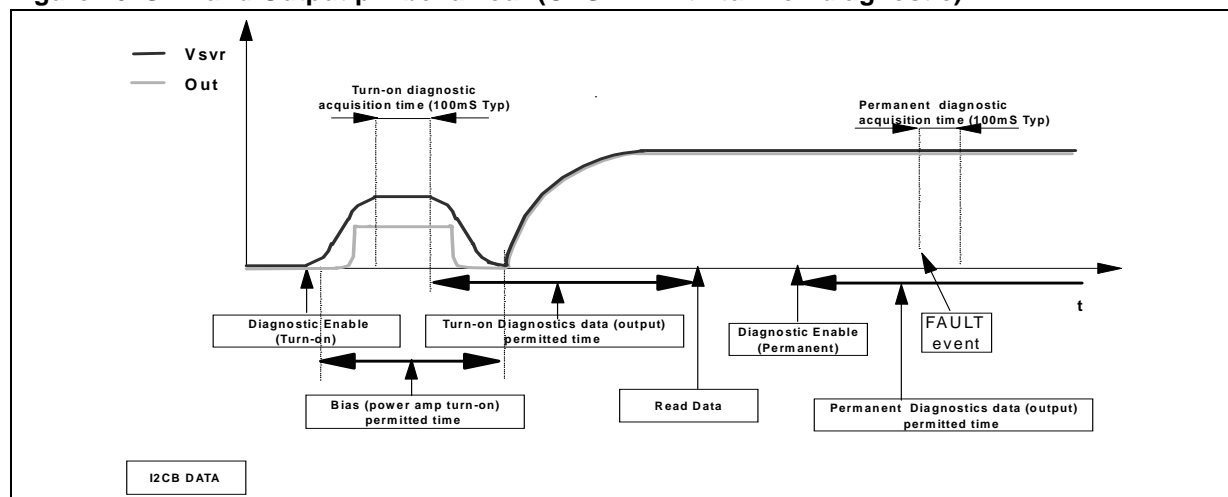 Vsvr
Out
Turn-on diagnostic
acquisition time (100mS Typ)
Permanent diagnostic
acquisition time (100mS Typ)
t
Diagnostic Enable
(Turn-on)
Turn-on Diagnostics data (output)
permitted time
Diagnostic Enable
(Permanent)
FAULT
event
Bias (power amp turn-on)
permitted time
Read Data
Permanent Diagnostics data (output)
permitted time
I2CB DATA